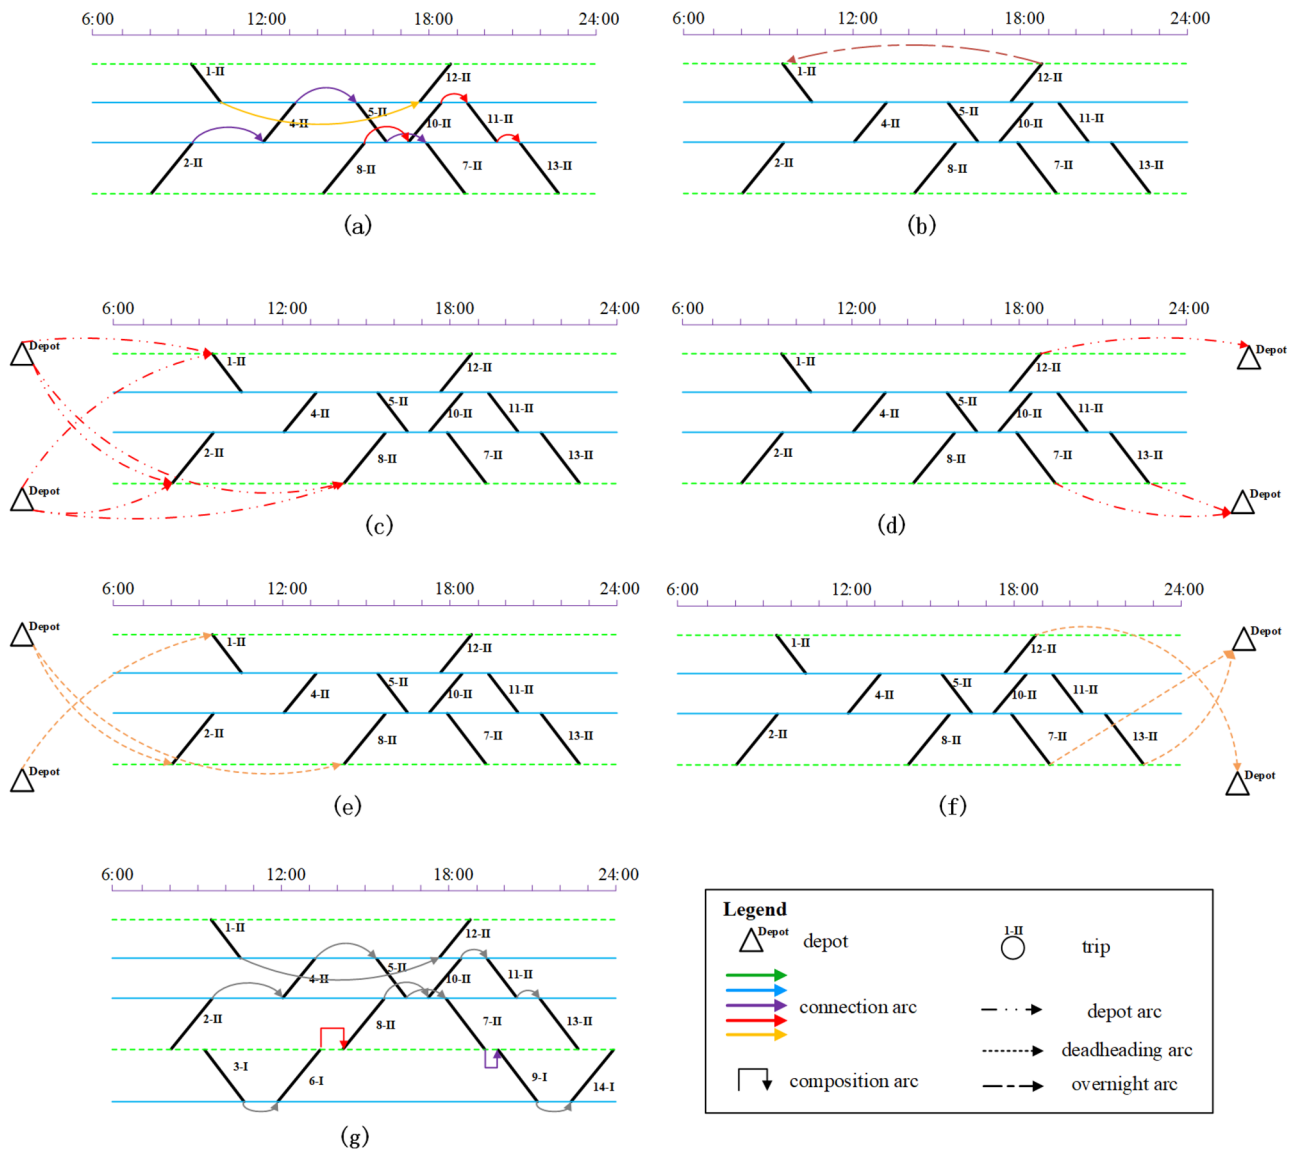 6:00 12:00 18:00 24:00
1-II 12-II
4-II 5-II 10-II 11-II
2-II 8-II 7-II 13-II
(a)
6:00 12:00 18:00 24:00
1-II 12-II
4-II 5-II 10-II 11-II
2-II 8-II 7-II 13-II
(b)
6:00 12:00 18:00 24:00
Depot 1-II 12-II
4-II 5-II 10-II 11-II
2-II 8-II 7-II 13-II
Depot
(c)
6:00 12:00 18:00 24:00
1-II 12-II Depot
4-II 5-II 10-II 11-II
2-II 8-II 7-II 13-II
Depot
(d)
6:00 12:00 18:00 24:00
Depot 1-II 12-II
4-II 5-II 10-II 11-II
2-II 8-II 7-II 13-II
Depot
(e)
6:00 12:00 18:00 24:00
1-II 12-II Depot
4-II 5-II 10-II 11-II
2-II 8-II 7-II 13-II
Depot
(f)
6:00 12:00 18:00 24:00
1-II 12-II
4-II 5-II 10-II 11-II
2-II 8-II 7-II 13-II
3-I 6-I 9-I 14-I
(g)
Legend
Depot depot
1-II trip
connection arc
depot arc
deadheading arc
composition arc
overnight arc